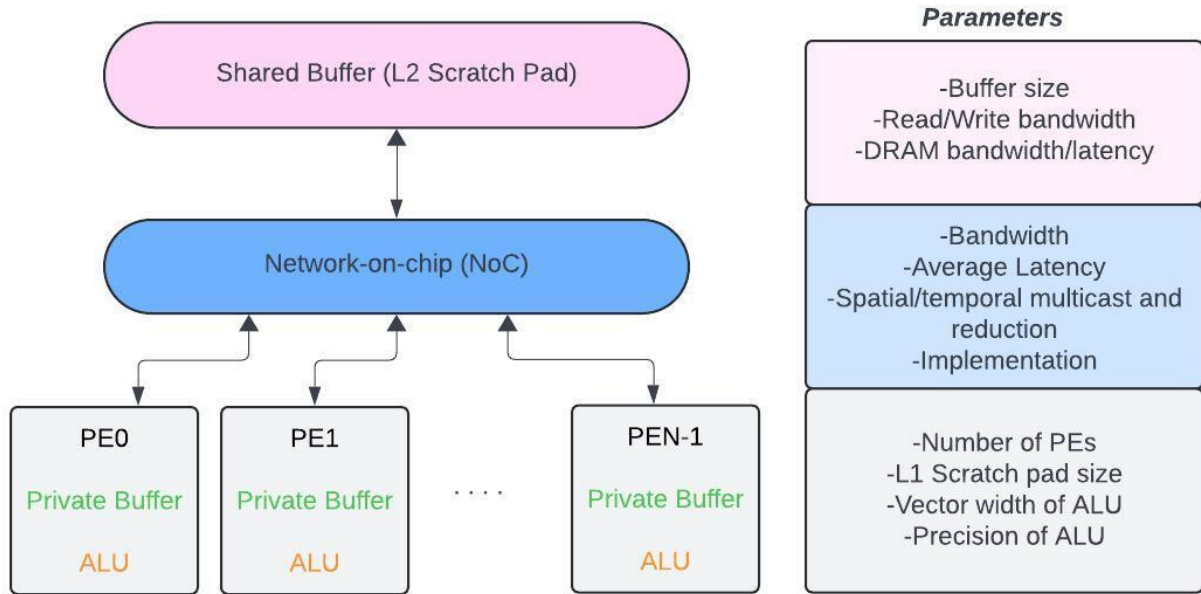 Parameters
Shared Buffer (L2 Scratch Pad)
-Buffer size
-Read/Write bandwidth
-DRAM bandwidth/latency
Network-on-chip (NoC)
-Bandwidth
-Average Latency
-Spatial/temporal multicast and
reduction
-Implementation
PE0
Private Buffer
ALU
PE1
Private Buffer
ALU
. . . .
PEN-1
Private Buffer
ALU
-Number of PEs
-L1 Scratch pad size
-Vector width of ALU
-Precision of ALU